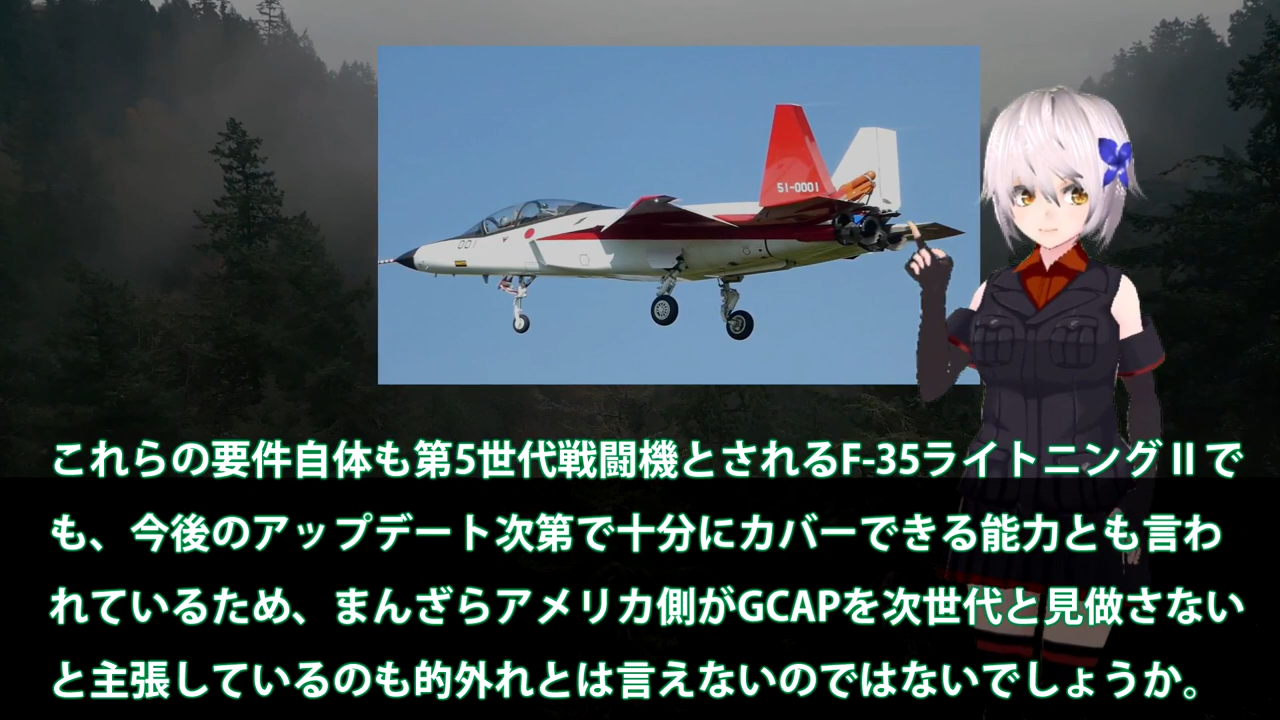 51-0001
001
これらの要件自体も第5世代戦闘機とされるF-35ライトニングⅡで
も、今後のアップデート次第で十分にカバーできる能力とも言わ
れているため、まんざらアメリカ側がGCAPを次世代と見做さない
と主張しているのも的外れとは言えないのではないでしょうか。